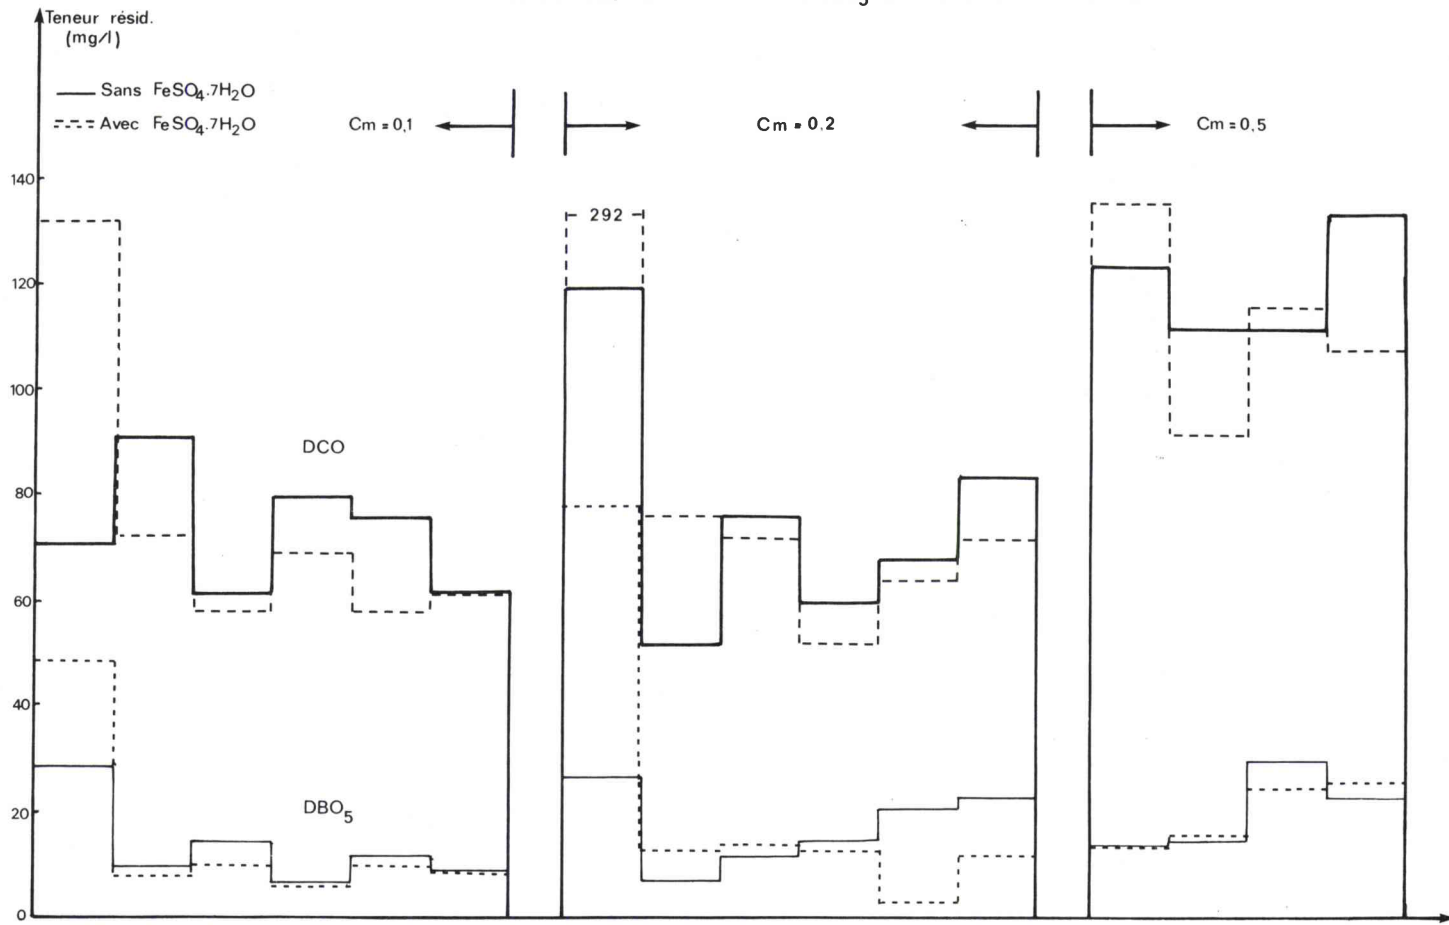 Teneur résid.
(mg/l)
Sans FeSO4.7H2O
Avec FeSO4.7H2O
Cm = 0,1
Cm = 0,2
Cm = 0,5
140
292
120
100
DCO
80
60
40
DBO5
20
0